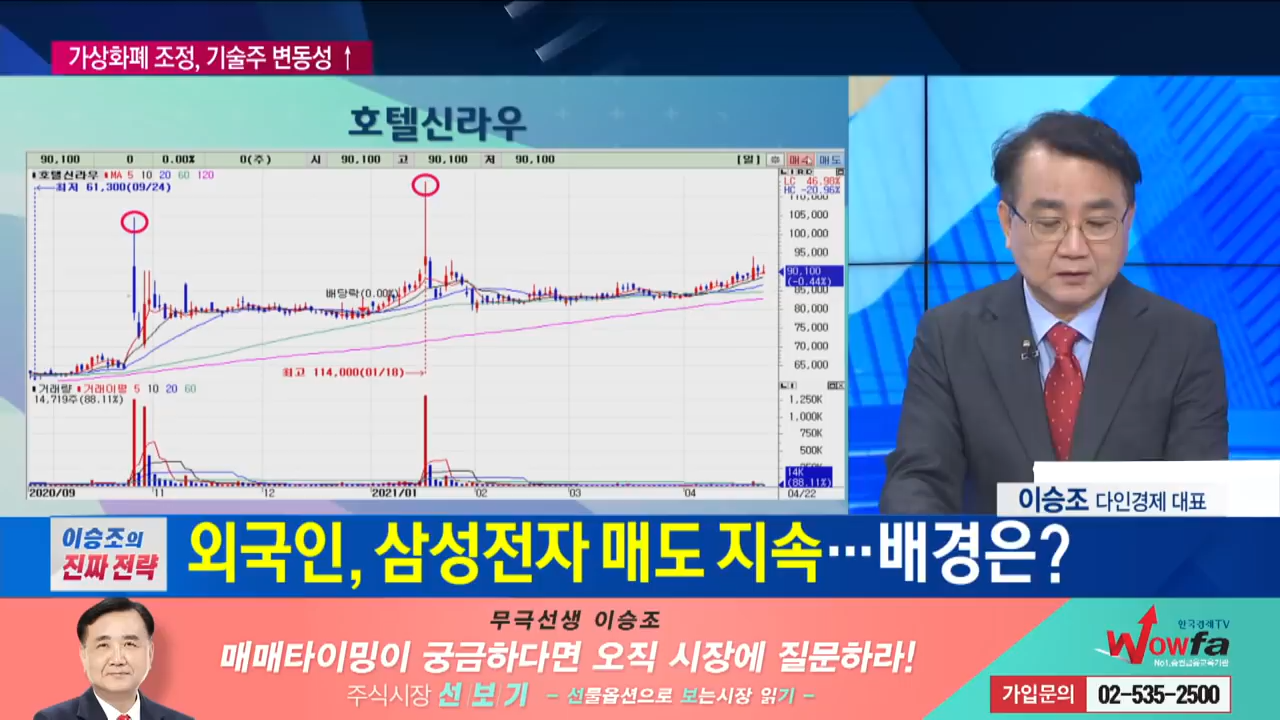 가상화폐 조정, 기술주 변동성 ↑
호텔신라우
90,100 0 0.00% 0(주) 시 90,100 고 90,100 저 90,100 [일] 매수 매도
호텔신라우 MA 5 10 20 60 120
최저 61,300(09/24)
LC 46.98%
HC -20.96%
110,000
105,000
100,000
95,000
90,100
(-0.44%)
85,000
80,000
75,000
70,000
65,000
배당락(0.00%)
최고 114,000(01/18)
거래량 거래이평 5 10 20 60
14,719주(88.11%)
1,250K
1,000K
750K
500K
14K
(88.11%)
2020/09 11 12 2021/01 02 03 04 04/22
이승조 다인경제 대표
이승조의
진짜 전략
외국인, 삼성전자 매도 지속…배경은?
무극선생 이승조
매매타이밍이 궁금하다면 오직 시장에 질문하라!
주식시장 선보기 - 선물옵션으로 보는시장 읽기 -
한국경제TV
Wowfa
No1.증권금융교육기관
가입문의 02-535-2500